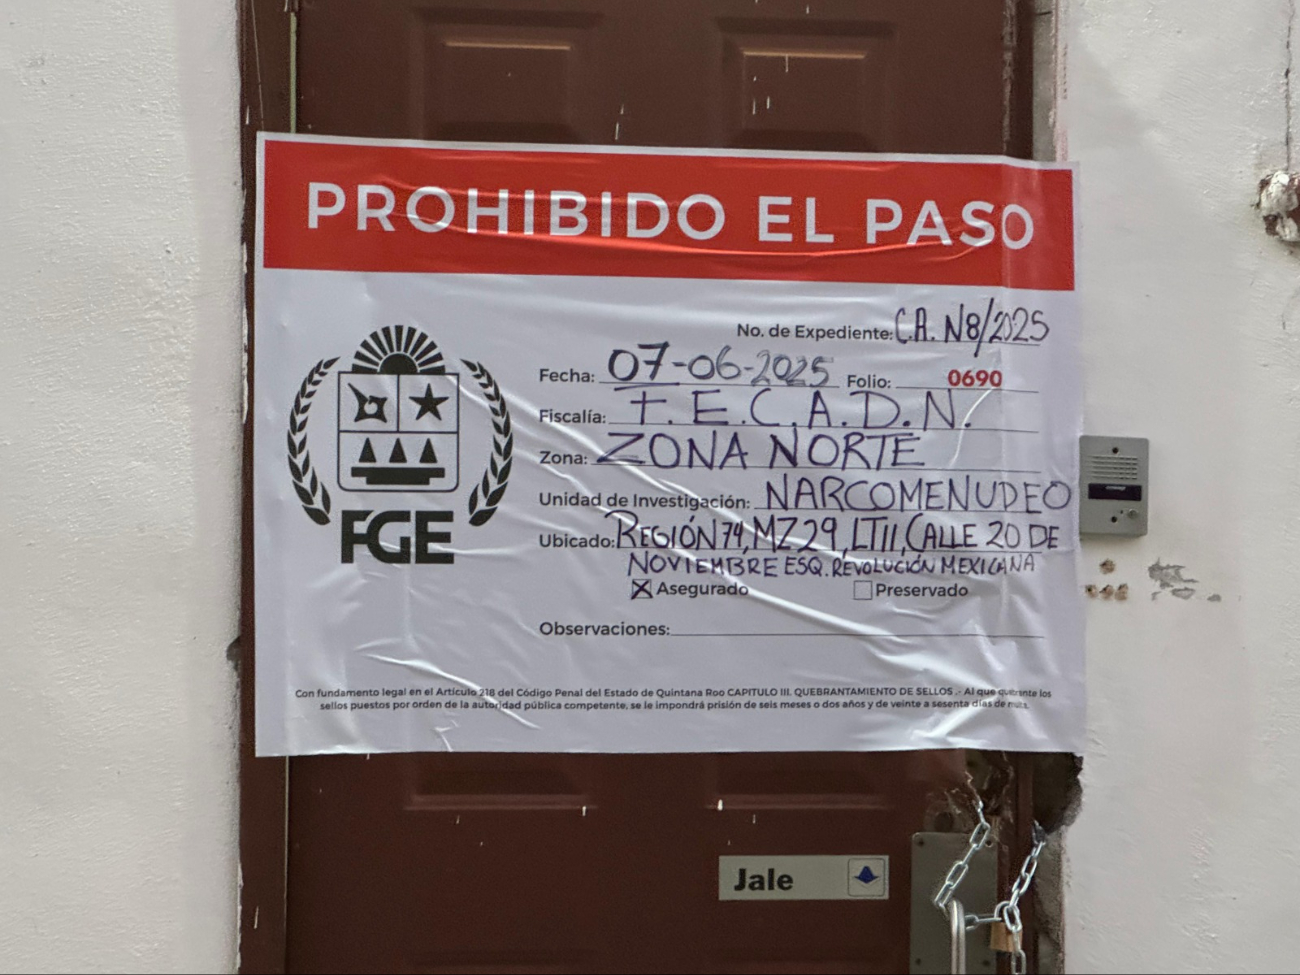 PROHIBIDO EL PASO
No. de Expediente: C.A. N8/2025
Fecha: 07-06-2025 Folio: 0690
Fiscalía: F.E.C.A.D.N.
Zona: ZONA NORTE
Unidad de Investigación: NARCOMENUDEO
Ubicado: REGIÓN 74, MZ 29, LT 11, CALLE 20 DE
NOVIEMBRE ESQ. REVOLUCIÓN MEXICANA
Asegurado Preservado
Observaciones:
FGE
Con fundamento legal en el Artículo 218 del Código Penal del Estado de Quintana Roo CAPITULO III. QUEBRANTAMIENTO DE SELLOS .- Al que quebrante los
sellos puestos por orden de la autoridad pública competente, se le impondrá prisión de seis meses o dos años y de veinte a sesenta días de multa.
Jale